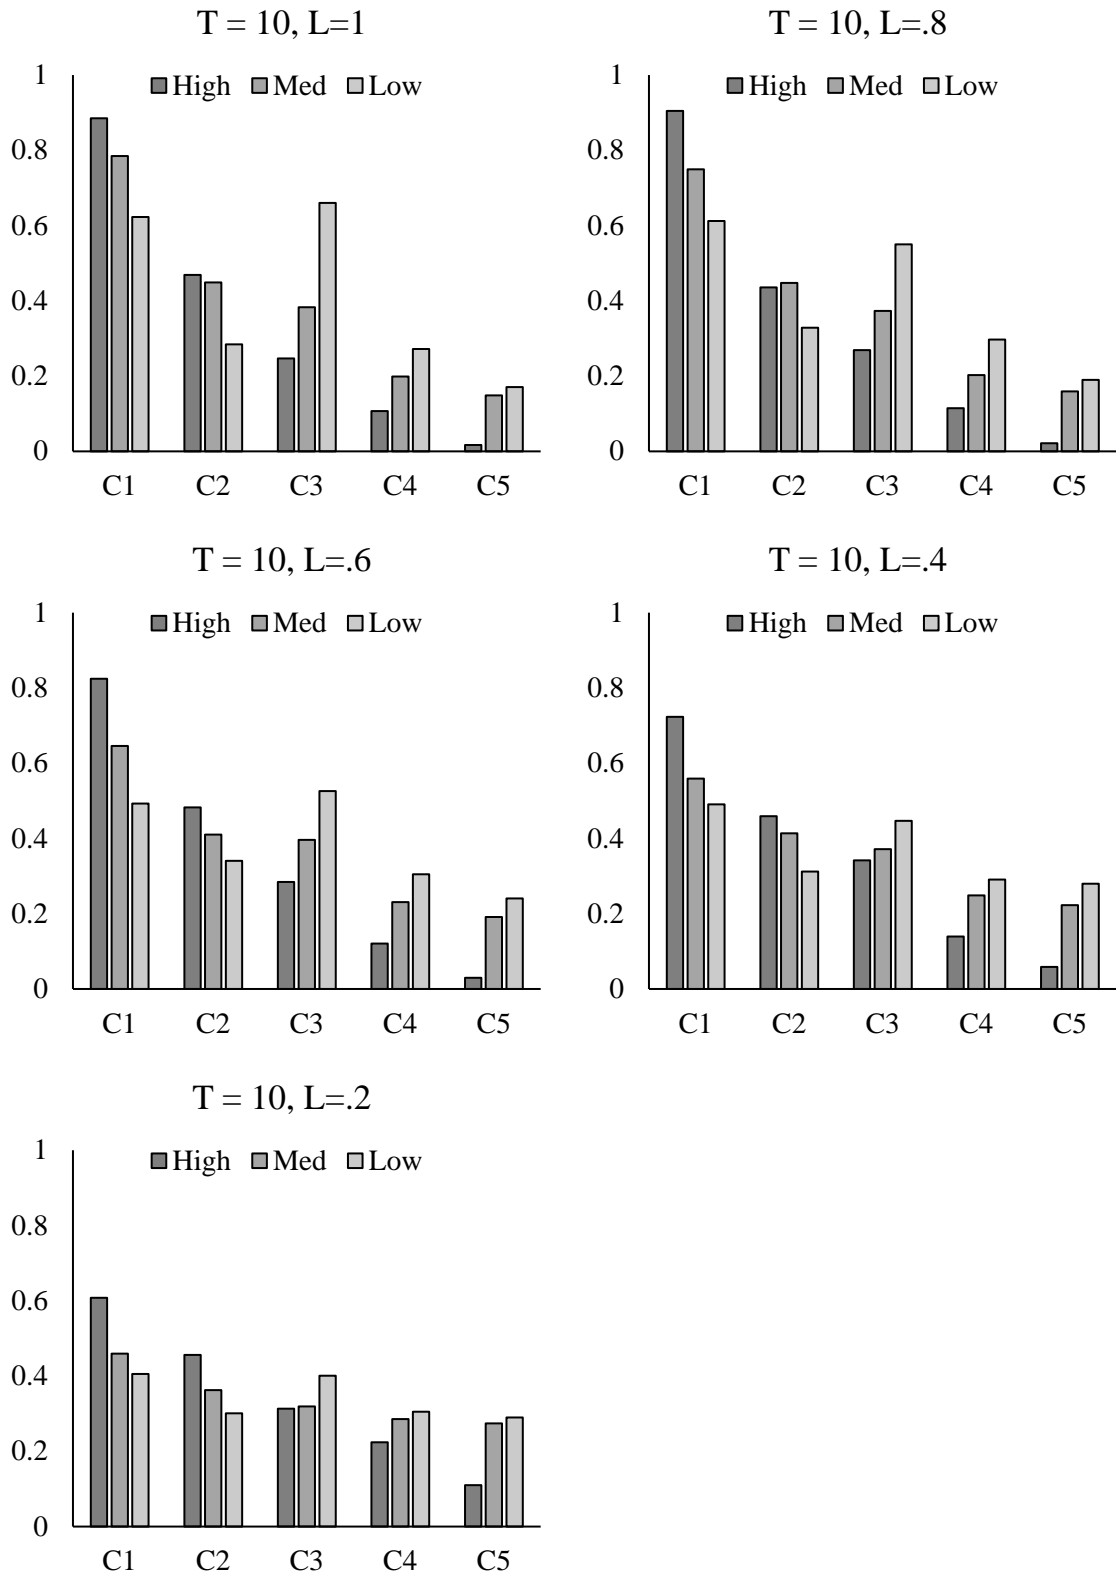 T = 10, L=1
High Med Low
1
0.8
0.6
0.4
0.2
0
C1 C2 C3 C4 C5
T = 10, L=.8
High Med Low
1
0.8
0.6
0.4
0.2
0
C1 C2 C3 C4 C5
T = 10, L=.6
High Med Low
1
0.8
0.6
0.4
0.2
0
C1 C2 C3 C4 C5
T = 10, L=.4
High Med Low
1
0.8
0.6
0.4
0.2
0
C1 C2 C3 C4 C5
T = 10, L=.2
High Med Low
1
0.8
0.6
0.4
0.2
0
C1 C2 C3 C4 C5